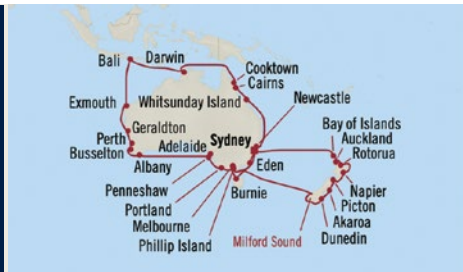 Bali
Darwin
Cooktown
Cairns
Exmouth
Whitsunday Island
Newcastle
Geraldton
Bay of Islands
Perth
Adelaide
Sydney
Auckland
Busselton
Rotorua
Albany
Eden
Penneshaw
Burnie
Napier
Portland
Picton
Melbourne
Akaroa
Phillip Island
Milford Sound
Dunedin